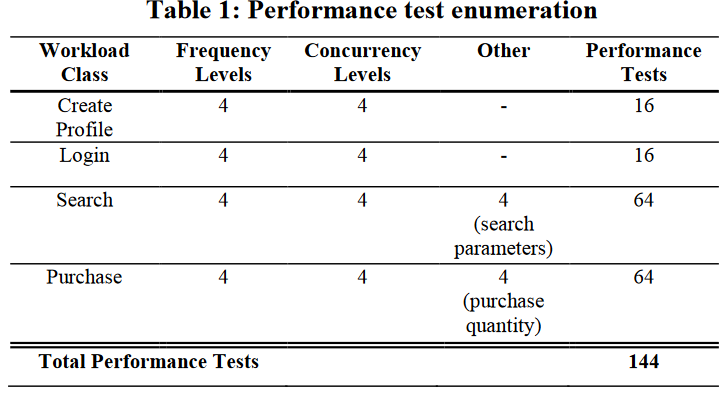 Table 1: Performance test enumeration
Workload Class Frequency Levels Concurrency Levels Other Performance Tests
Create Profile 4 4 - 16
Login 4 4 - 16
Search 4 4 4 (search parameters) 64
Purchase 4 4 4 (purchase quantity) 64
Total Performance Tests 144